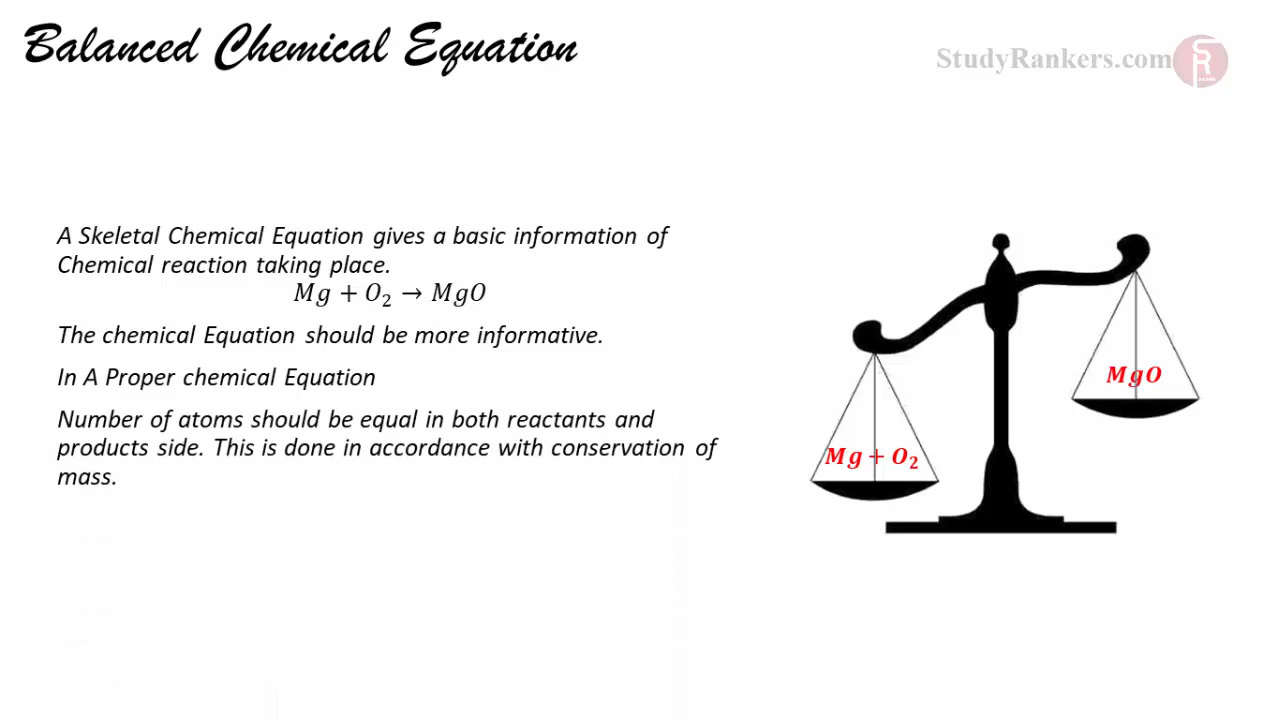 Balanced Chemical Equation
StudyRankers.com
A Skeletal Chemical Equation gives a basic information of
Chemical reaction taking place.
Mg + O₂ → MgO
The chemical Equation should be more informative.
In A Proper chemical Equation
Number of atoms should be equal in both reactants and
products side. This is done in accordance with conservation of
mass.
MgO
Mg + O₂